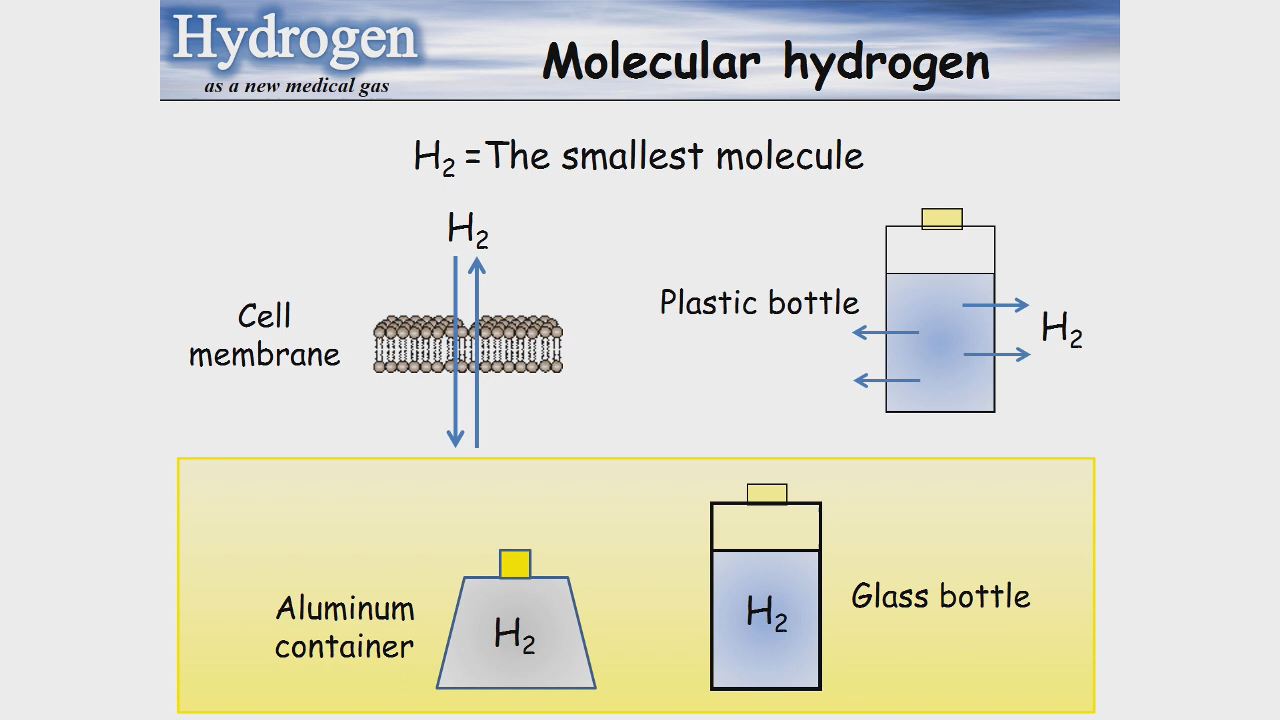 Hydrogen
as a new medical gas
Molecular hydrogen
H₂ =The smallest molecule
H₂
Cell
membrane
Plastic bottle
H₂
Aluminum
container
H₂
H₂
Glass bottle